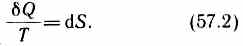 δQ/T = dS. (57.2)